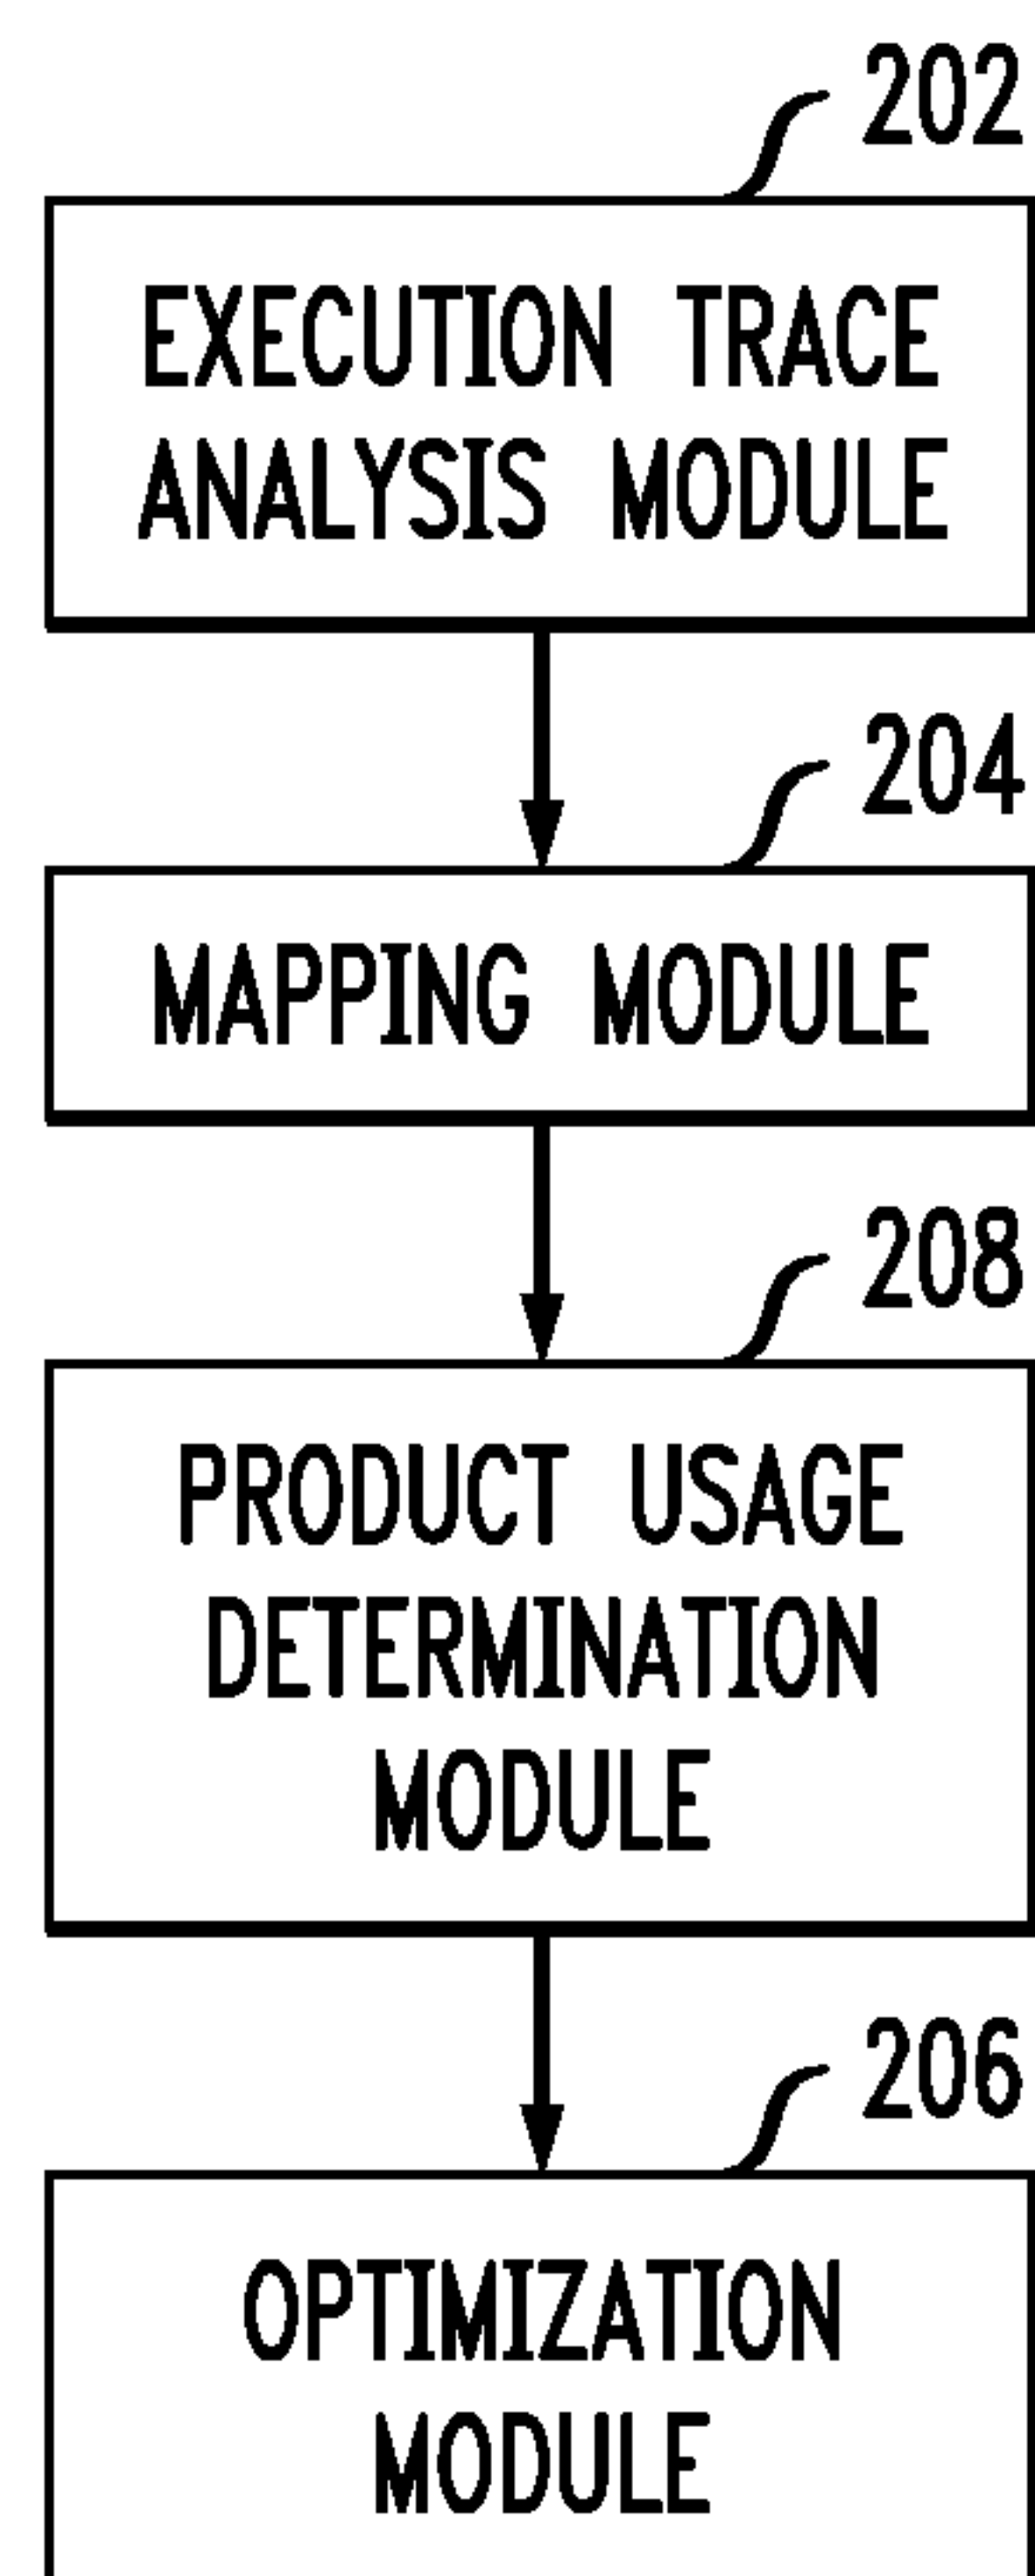 202
EXECUTION TRACE
ANALYSIS MODULE
204
MAPPING MODULE
208
PRODUCT USAGE
DETERMINATION
MODULE
206
OPTIMIZATION
MODULE